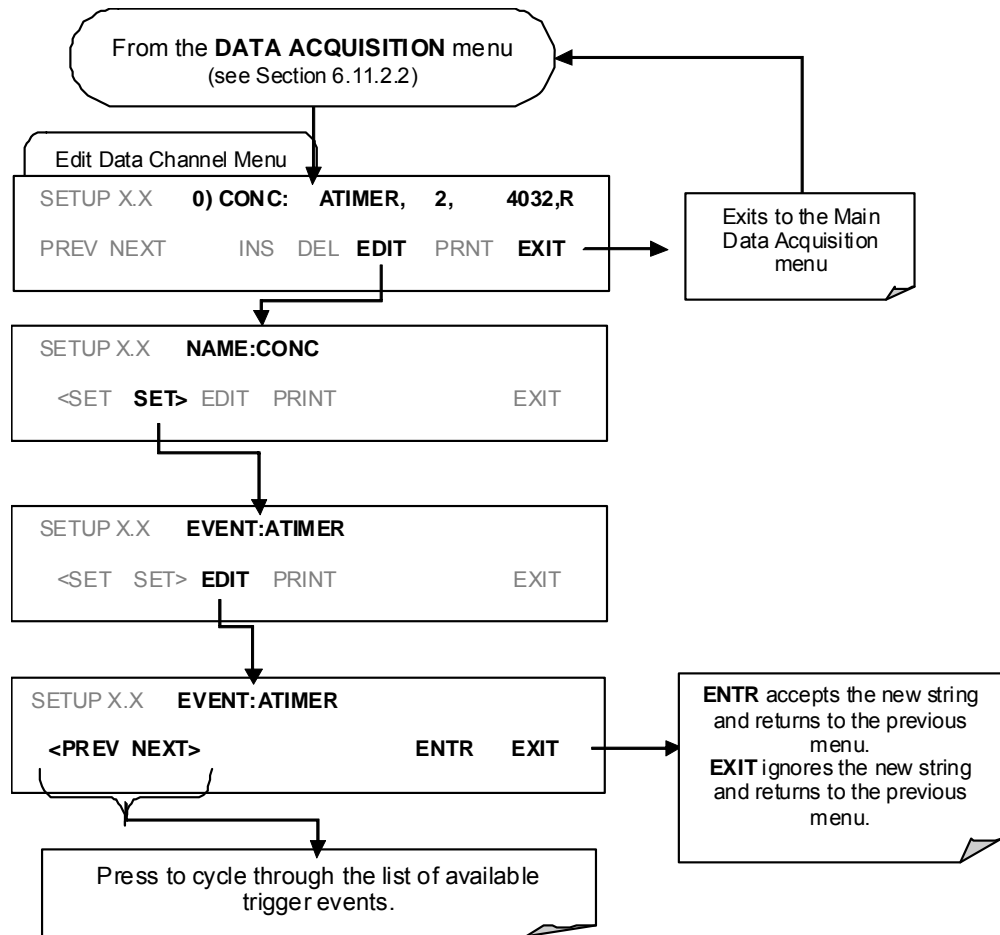 From the DATA ACQUISITION menu
(see Section 6.11.2.2)
Edit Data Channel Menu
SETUP X.X 0) CONC: ATIMER, 2, 4032,R
PREV NEXT INS DEL EDIT PRNT EXIT
Exits to the Main
Data Acquisition
menu
SETUP X.X NAME:CONC
<SET SET> EDIT PRINT EXIT
SETUP X.X EVENT:ATIMER
<SET SET> EDIT PRINT EXIT
SETUP X.X EVENT:ATIMER
<PREV NEXT> ENTR EXIT
ENTR accepts the new string
and returns to the previous
menu.
EXIT ignores the new string
and returns to the previous
menu.
Press to cycle through the list of available
trigger events.